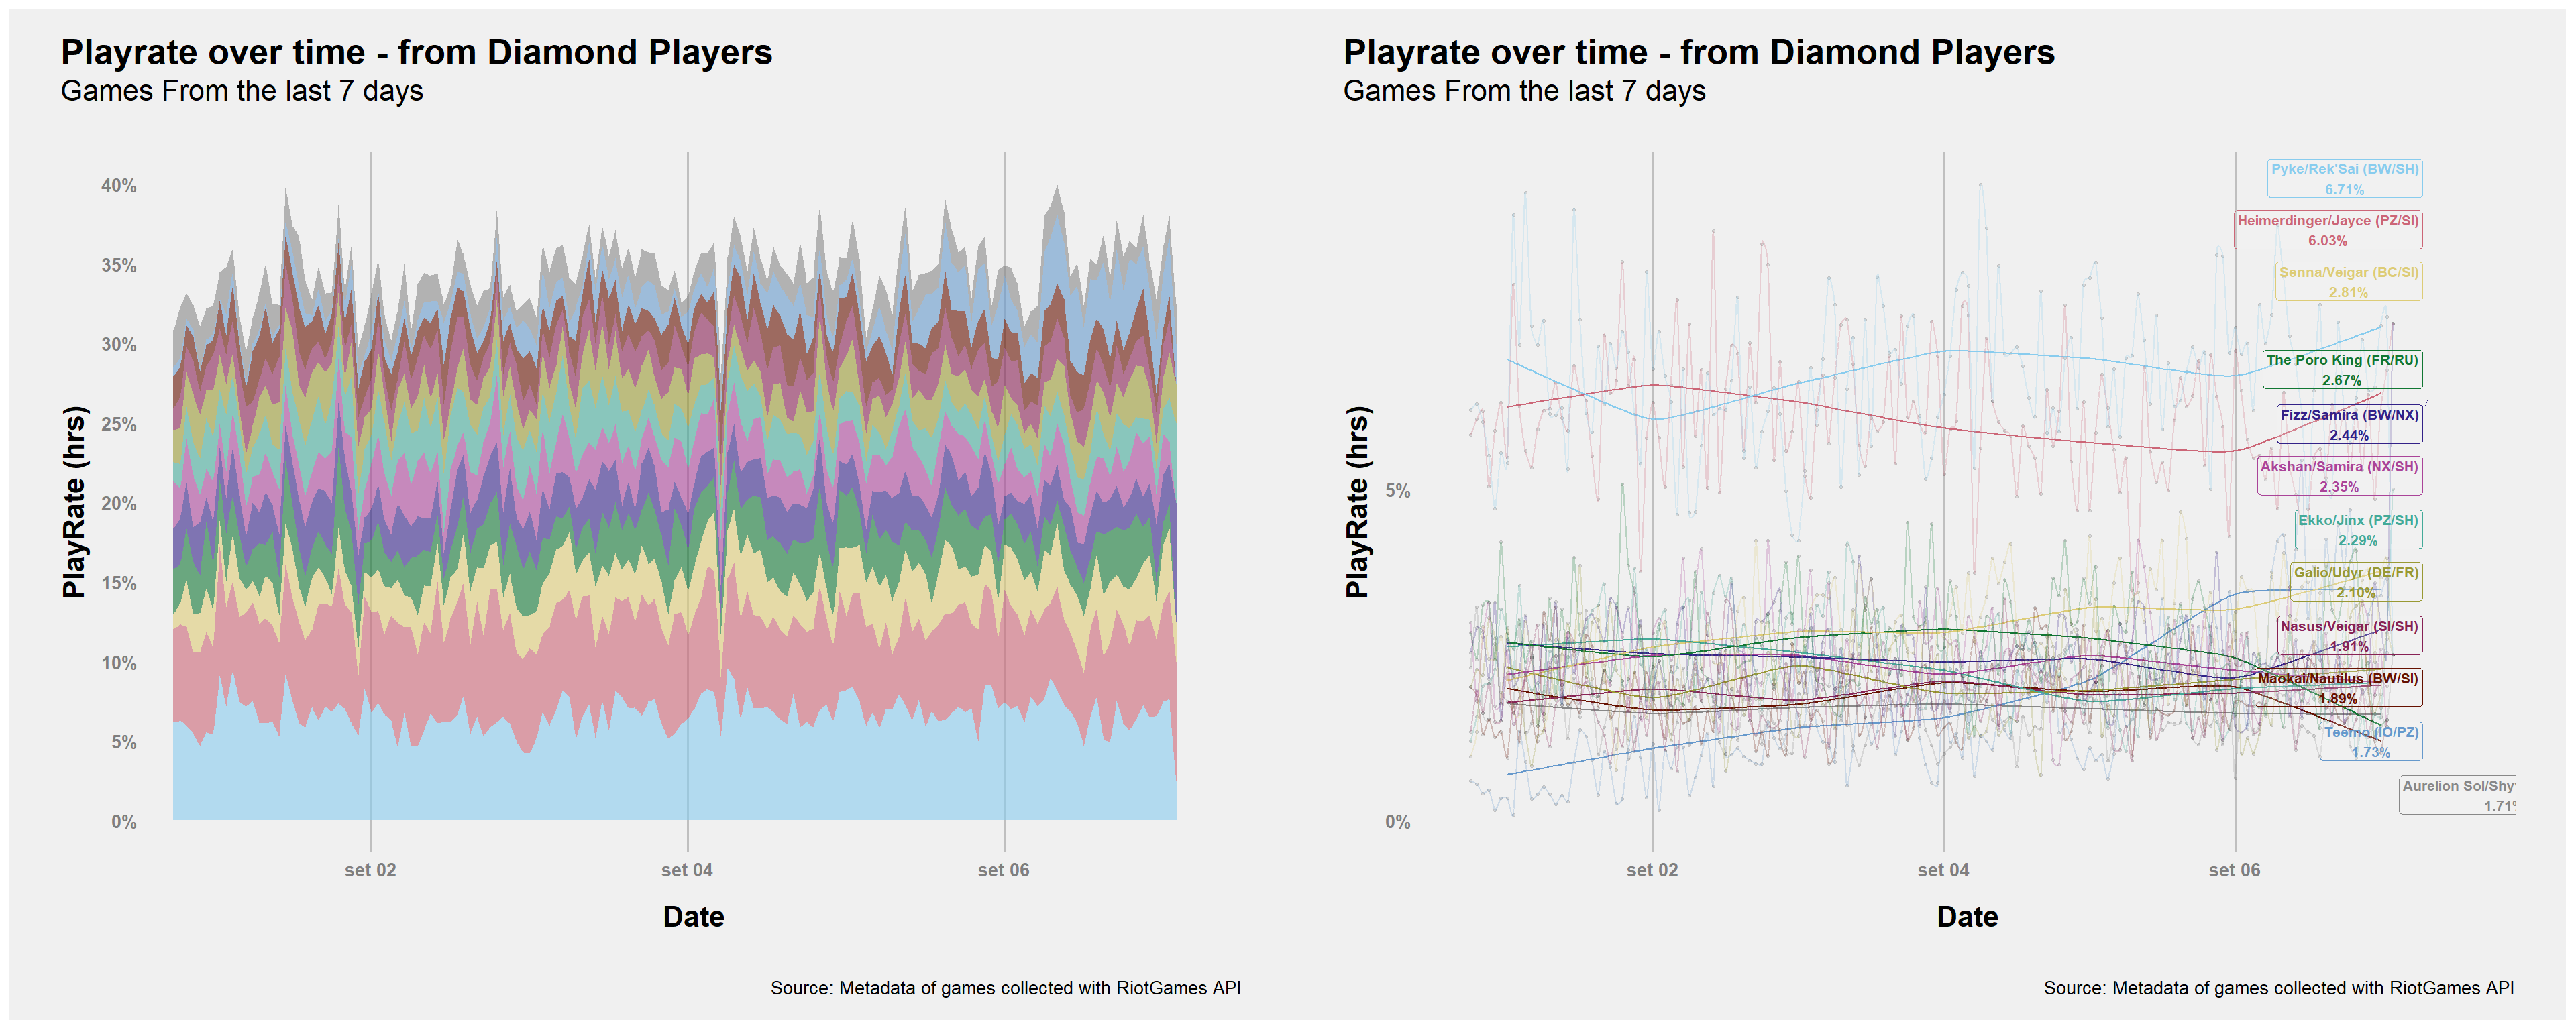 Playrate over time - from Diamond Players
Games From the last 7 days
PlayRate (hrs)
40%
35%
30%
25%
20%
15%
10%
5%
0%
set 02
set 04
set 06
Date
Source: Metadata of games collected with RiotGames API
Playrate over time - from Diamond Players
Games From the last 7 days
PlayRate (hrs)
5%
0%
Pyke/Rek'Sai (BW/SH)
6.71%
Heimerdinger/Jayce (PZ/SI)
6.03%
Senna/Veigar (BC/SI)
2.81%
The Poro King (FR/RU)
2.67%
Fizz/Samira (BW/NX)
2.44%
Akshan/Samira (NX/SH)
2.35%
Ekko/Jinx (PZ/SH)
2.29%
Galio/Udyr (DE/FR)
2.10%
Nasus/Veigar (SI/SH)
1.91%
Maokai/Nautilus (BW/SI)
1.89%
Teemo (IO/PZ)
1.73%
Aurelion Sol/Shy
1.71
set 02
set 04
set 06
Date
Source: Metadata of games collected with RiotGames API